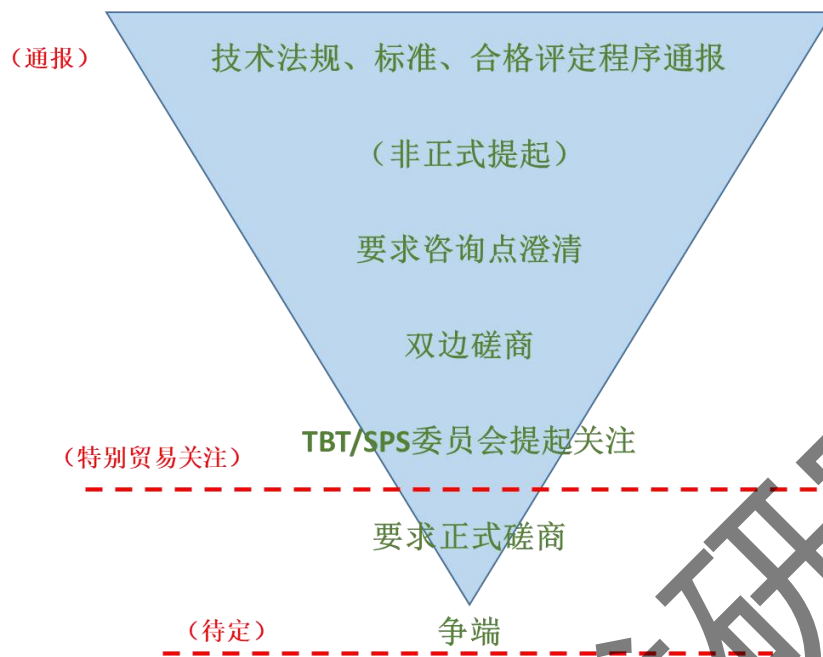 （通报） 技术法规、标准、合格评定程序通报
（非正式提起）
要求咨询点澄清
双边磋商
TBT/SPS委员会提起关注
（特别贸易关注）
要求正式磋商
（待定） 争端
研